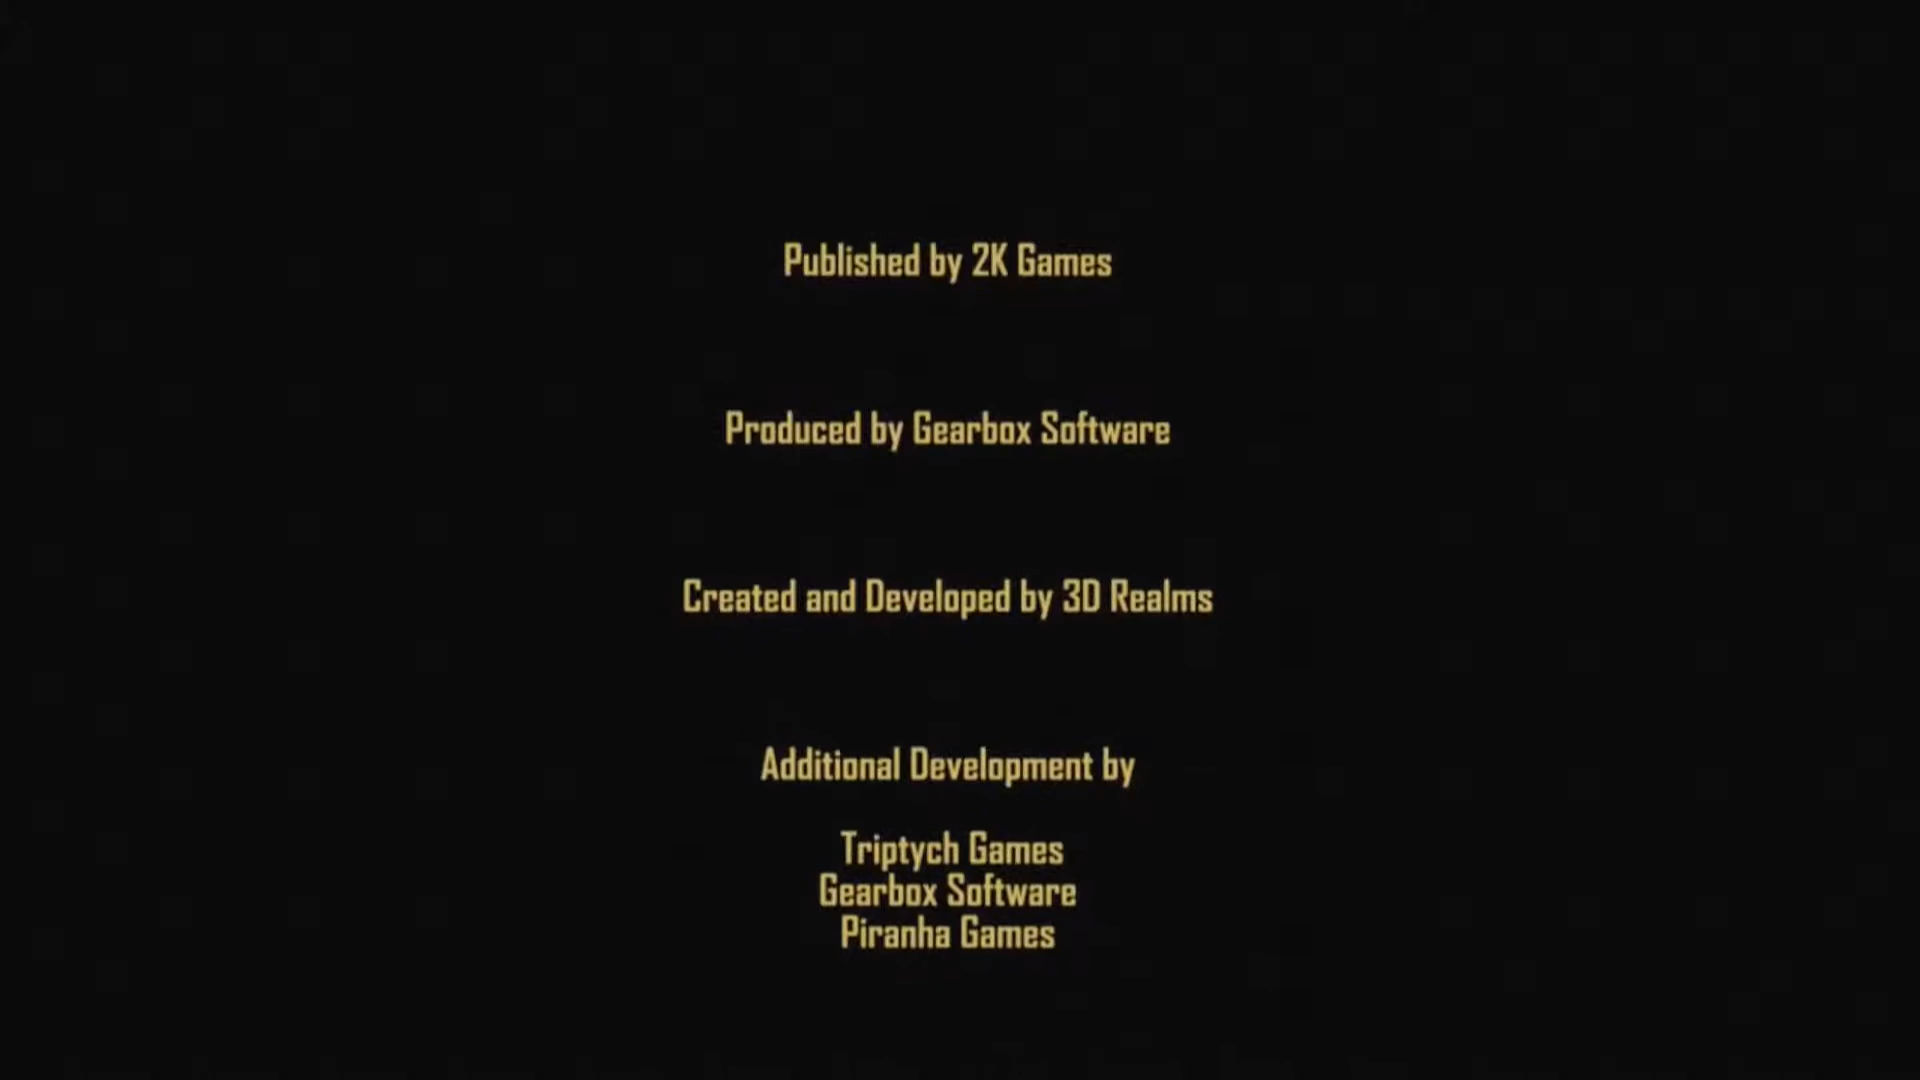 Published by 2K Games
Produced by Gearbox Software
Created and Developed by 3D Realms
Additional Development by
Triptych Games
Gearbox Software
Piranha Games